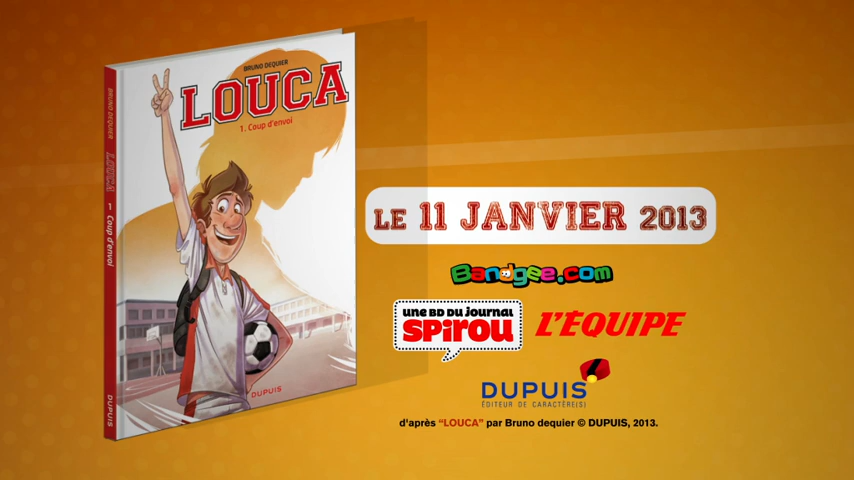 BRUNO DEQUIER
LOUCA
1. Coup d'envoi
DUPUIS
BRUNO DEQUIER
LOUCA
1
Coup d'envoi
DUPUIS
LE 11 JANVIER 2013
Bandgee.com
une BD DU JOURNAL
SPIROU
L'ÉQUIPE
DUPUIS
ÉDITEUR DE CARACTÈRE(S)
d'après "LOUCA" par Bruno dequier © DUPUIS, 2013.